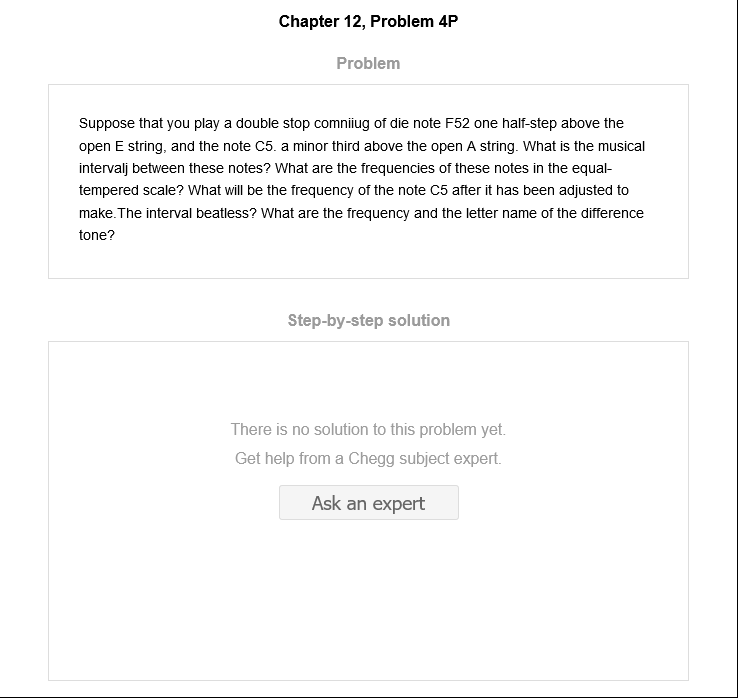 Chapter 12, Problem 4P
Problem
Suppose that you play a double stop comniiug of die note F52 one half-step above the
open E string, and the note C5. a minor third above the open A string. What is the musical
intervalj between these notes? What are the frequencies of these notes in the equal-
tempered scale? What will be the frequency of the note C5 after it has been adjusted to
make.The interval beatless? What are the frequency and the letter name of the difference
tone?
Step-by-step solution
There is no solution to this problem yet.
Get help from a Chegg subject expert.
Ask an expert